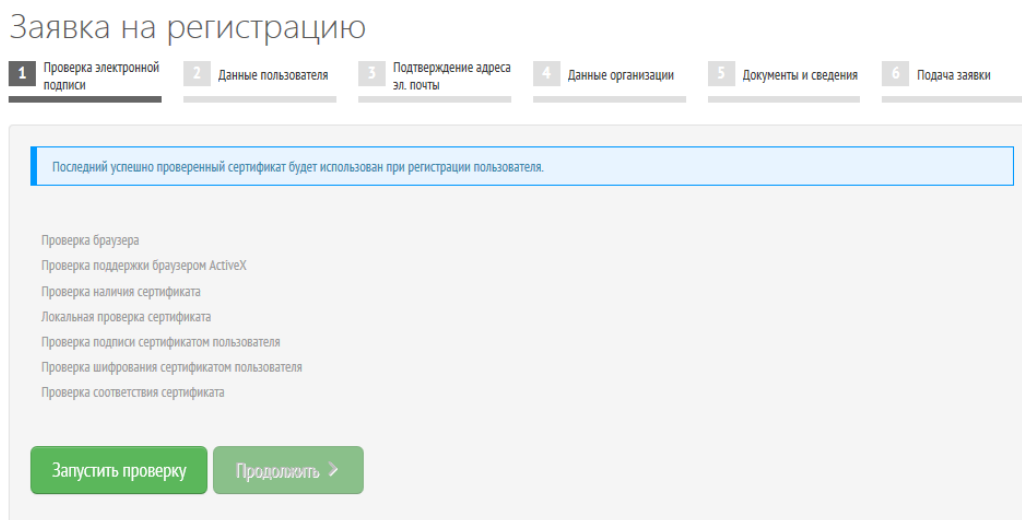 Заявка на регистрацию
1 Проверка электронной
подписи
2 Данные пользователя
3 Подтверждение адреса
эл. почты
4 Данные организации
5 Документы и сведения
6 Подача заявки
Последний успешно проверенный сертификат будет использован при регистрации пользователя.
Проверка браузера
Проверка поддержки браузером ActiveX
Проверка наличия сертификата
Локальная проверка сертификата
Проверка подписи сертификатом пользователя
Проверка шифрования сертификатом пользователя
Проверка соответствия сертификата
Запустить проверку
Продолжить >